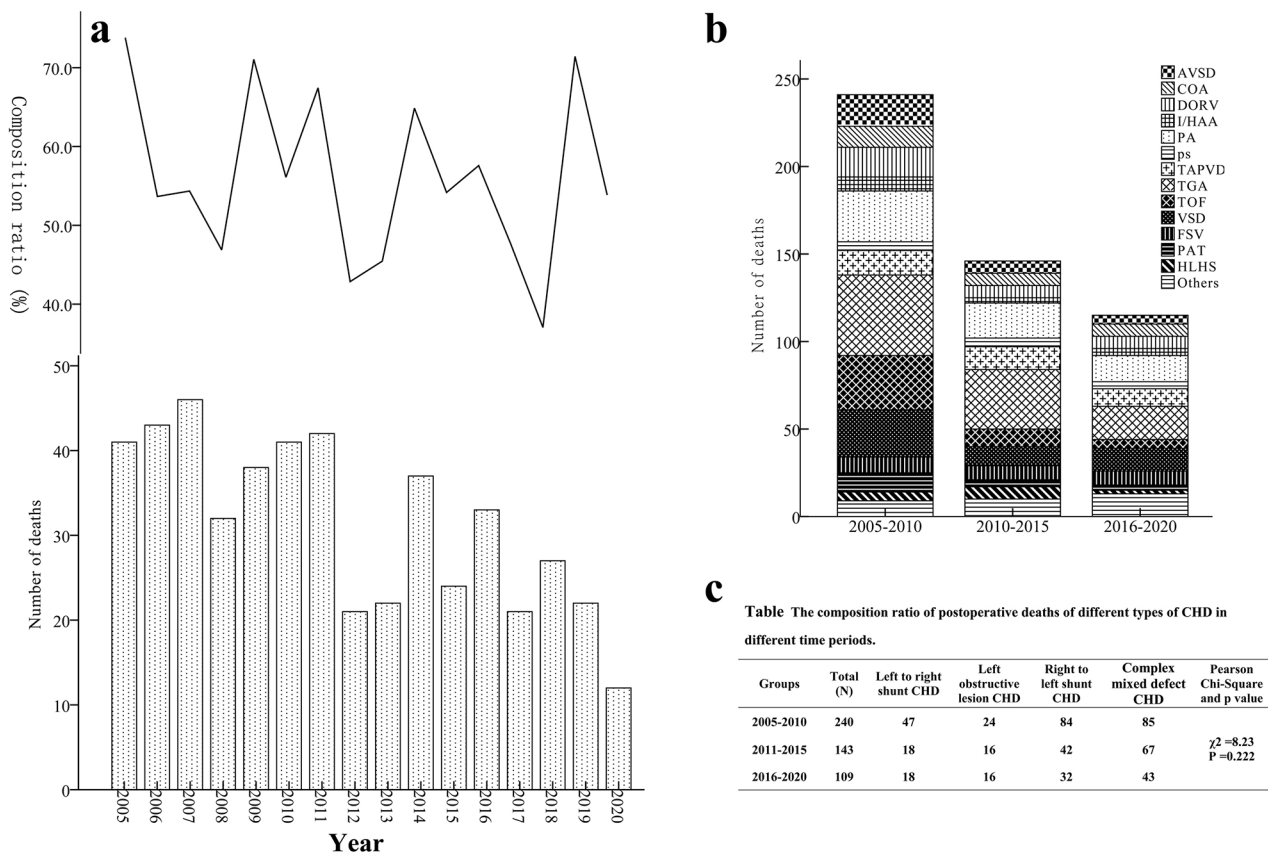 a
Composition ratio (%)
70.0
60.0
50.0
40.0
Number of deaths
50
40
30
20
10
0
2005
2006
2007
2008
2009
2010
2011
2012
2013
2014
2015
2016
2017
2018
2019
2020
Year
b
Number of deaths
250
200
150
100
50
0
2005-2010
2010-2015
2016-2020
AVSD
COA
DORV
I/HAA
PA
ps
TAPVD
TGA
TOF
VSD
FSV
PAT
HLHS
Others
c
Table The composition ratio of postoperative deaths of different types of CHD in
different time periods.
Groups
Total
(N)
Left to right
shunt CHD
Left
obstructive
lesion CHD
Right to
left shunt
CHD
Complex
mixed defect
CHD
Pearson
Chi-Square
and p value
2005-2010 240 47 24 84 85
2011-2015 143 18 16 42 67
χ2 =8.23
P =0.222
2016-2020 109 18 16 32 43